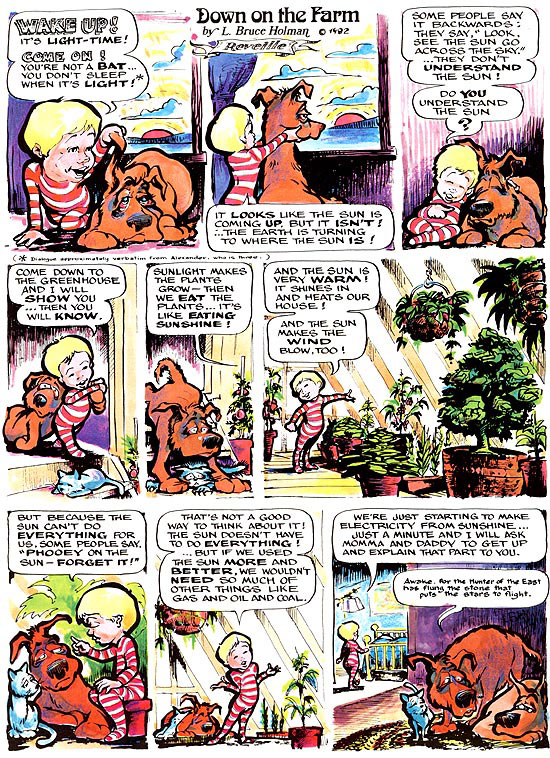 Down on the Farm
by L. Bruce Holman © 1982
Reveille
WAKE UP!
IT'S LIGHT-TIME!
COME ON!
YOU'RE NOT A BAT...
YOU DON'T SLEEP
WHEN IT'S LIGHT!*
IT LOOKS LIKE THE SUN IS
COMING UP, BUT IT ISN'T!
...THE EARTH IS TURNING
TO WHERE THE SUN IS!
SOME PEOPLE SAY
IT BACKWARDS:
THEY SAY, "LOOK,
SEE THE SUN GO
ACROSS THE SKY."
...THEY DON'T
UNDERSTAND
THE SUN!
DO YOU
UNDERSTAND
THE SUN
?
(* Dialogue approximately verbatim from Alexander, who is three.)
COME DOWN TO
THE GREENHOUSE
AND I WILL
SHOW YOU
...THEN YOU
WILL KNOW.
SUNLIGHT MAKES
THE PLANTS
GROW—THEN
WE EAT THE
PLANTS... IT'S
LIKE EATING
SUNSHINE!
AND THE SUN IS
VERY WARM!
IT SHINES IN
AND HEATS OUR
HOUSE!
AND THE SUN
MAKES THE
WIND
BLOW, TOO!
BUT BECAUSE THE
SUN CAN'T DO
EVERYTHING FOR
US, SOME PEOPLE SAY,
"PHOOEY ON THE
SUN—FORGET IT!"
THAT'S NOT A GOOD
WAY TO THINK ABOUT IT!
THE SUN DOESN'T HAVE
TO DO EVERYTHING!
...BUT IF WE USED
THE SUN MORE AND
BETTER, WE WOULDN'T
NEED SO MUCH OF
OTHER THINGS LIKE
GAS AND OIL AND COAL.
WE'RE JUST STARTING TO MAKE
ELECTRICITY FROM SUNSHINE...
JUST A MINUTE AND I WILL ASK
MOMMA AND DADDY TO GET UP
AND EXPLAIN THAT PART TO YOU.
Awake, for the Hunter of the East
has flung the stone that
puts the stars to flight.